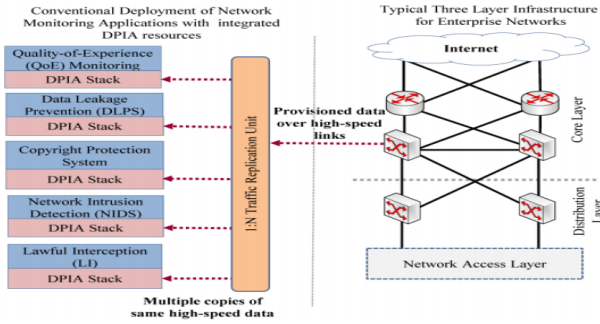 Conventional Deployment of Network
Monitoring Applications with integrated
DPIA resources
Quality-of-Experience
(QoE) Monitoring
DPIA Stack
Data Leakage
Prevention (DLPS)
DPIA Stack
Copyright Protection
System
DPIA Stack
Network Intrusion
Detection (NIDS)
DPIA Stack
Lawful Interception
(LI)
DPIA Stack
1:N Traffic Replication Unit
Multiple copies of
same high-speed data
Provisioned data
over high-speed
links
Typical Three Layer Infrastructure
for Enterprise Networks
Internet
Core Layer
Distribution
Layer
Network Access Layer